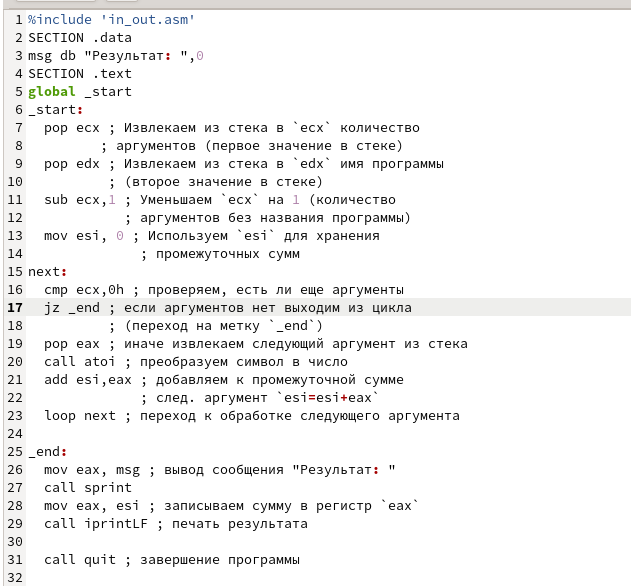 1 %include 'in_out.asm'
2 SECTION .data
3 msg db "Результат: ",0
4 SECTION .text
5 global _start
6 _start:
7   pop ecx ; Извлекаем из стека в `ecx` количество
8          ; аргументов (первое значение в стеке)
9   pop edx ; Извлекаем из стека в `edx` имя программы
10           ; (второе значение в стеке)
11   sub ecx,1 ; Уменьшаем `ecx` на 1 (количество
12             ; аргументов без названия программы)
13   mov esi, 0 ; Используем `esi` для хранения
14               ; промежуточных сумм
15 next:
16   cmp ecx,0h ; проверяем, есть ли еще аргументы
17   jz _end ; если аргументов нет выходим из цикла
18           ; (переход на метку `_end`)
19   pop eax ; иначе извлекаем следующий аргумент из стека
20   call atoi ; преобразуем символ в число
21   add esi,eax ; добавляем к промежуточной сумме
22               ; след. аргумент `esi=esi+eax`
23   loop next ; переход к обработке следующего аргумента
24
25 _end:
26   mov eax, msg ; вывод сообщения "Результат: "
27   call sprint
28   mov eax, esi ; записываем сумму в регистр `eax`
29   call iprintLF ; печать результата
30
31   call quit ; завершение программы
32